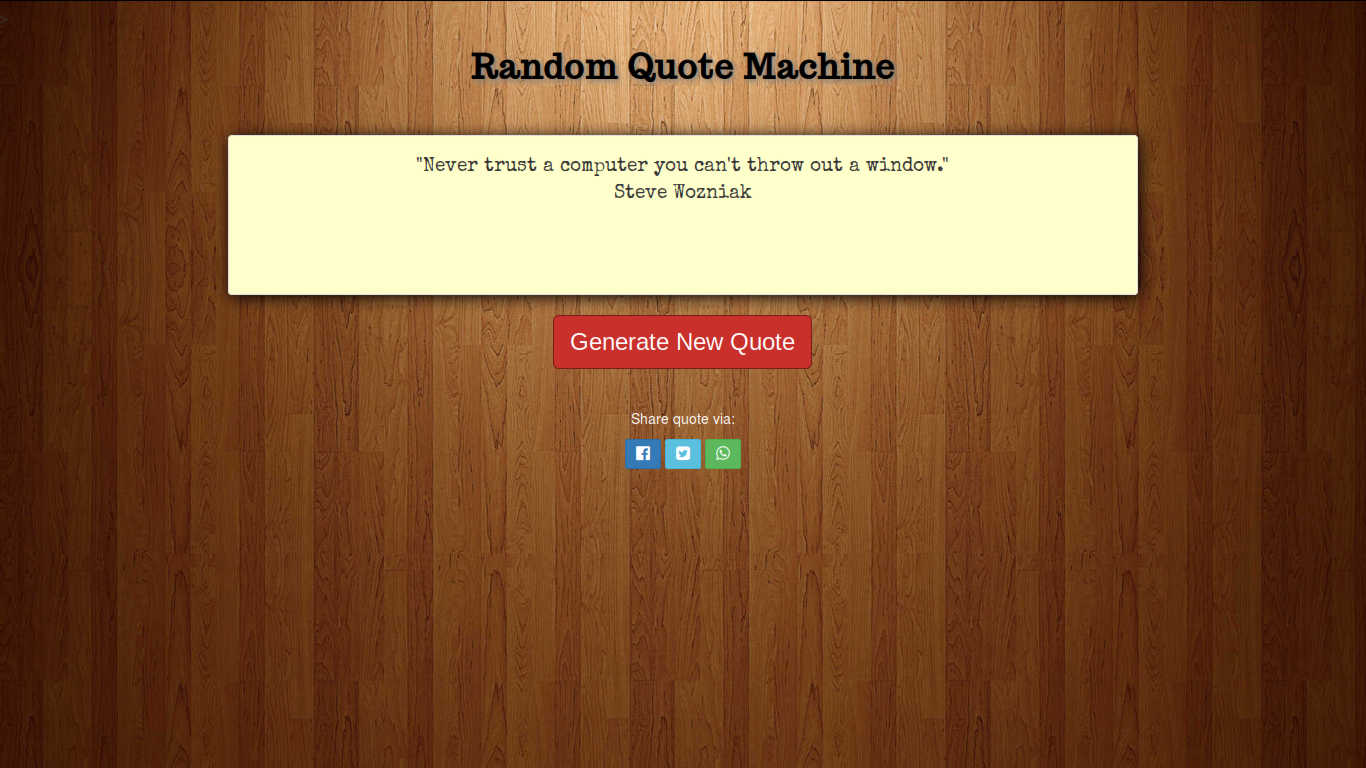 Random Quote Machine
"Never trust a computer you can't throw out a window."
Steve Wozniak
Generate New Quote
Share quote via: